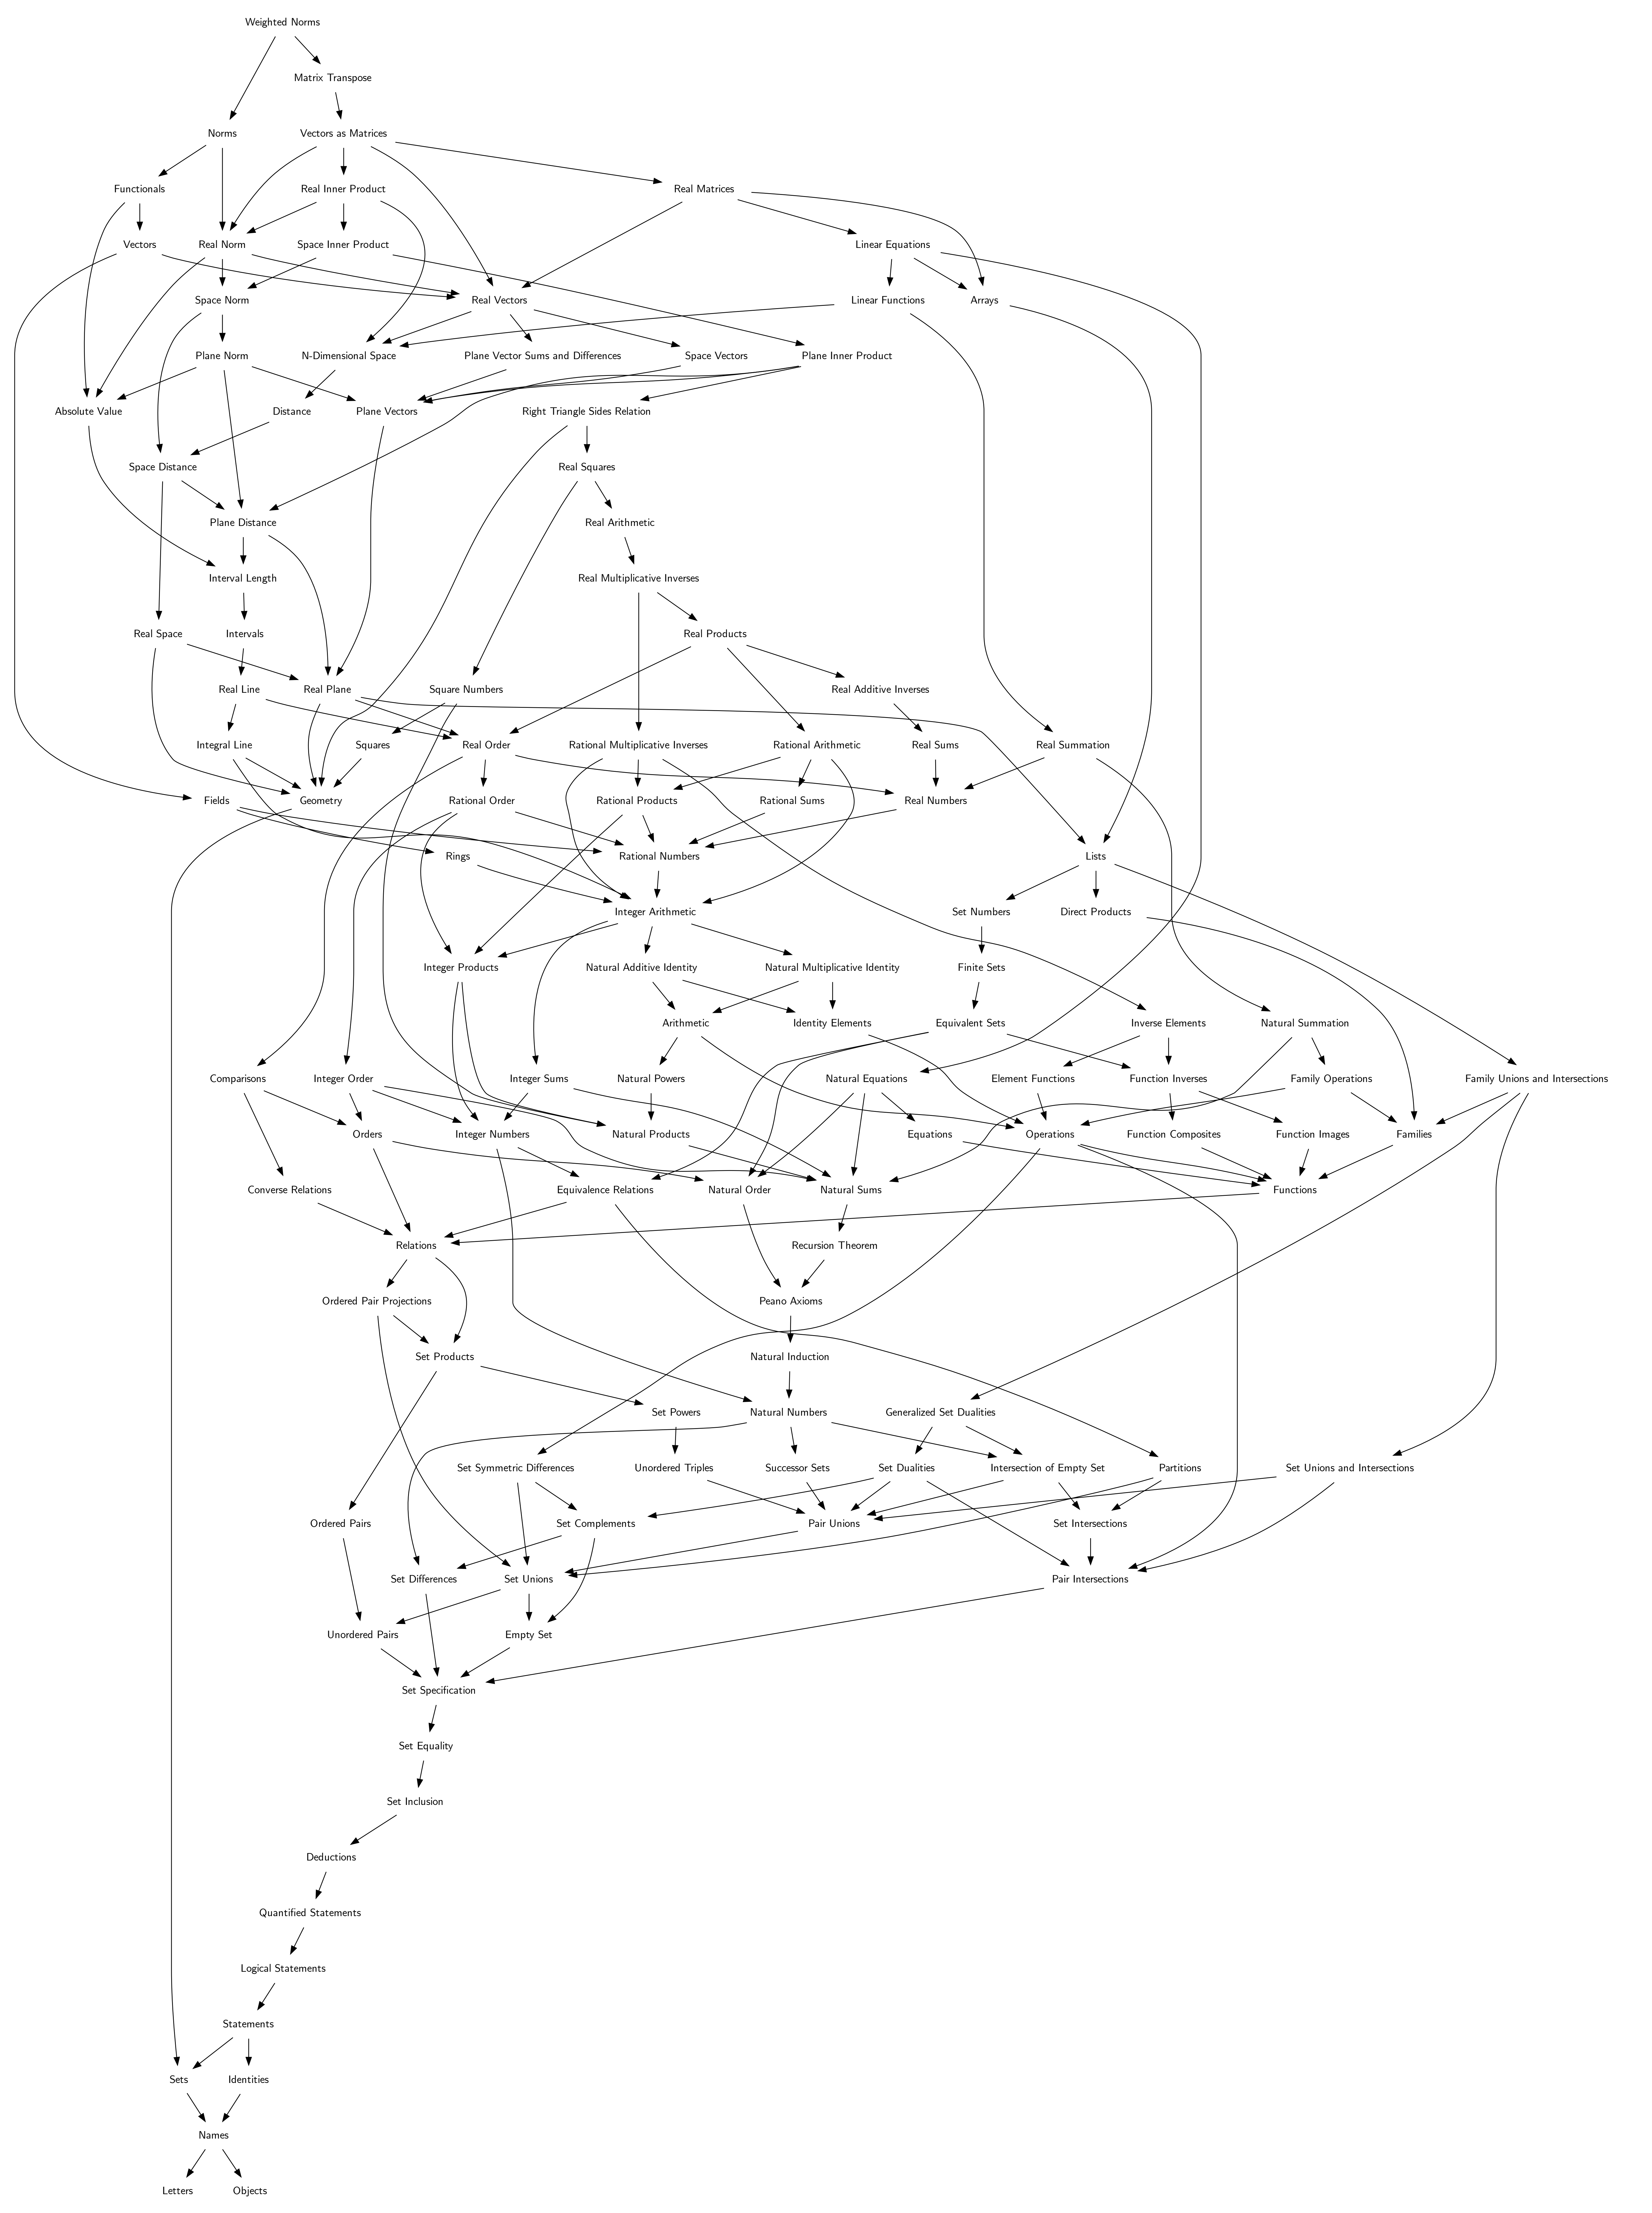 Weighted Norms
Matrix Transpose
Norms
Vectors as Matrices
Functionals
Real Inner Product
Real Matrices
Vectors
Real Norm
Space Inner Product
Linear Equations
Space Norm
Real Vectors
Linear Functions
Arrays
Plane Norm
N-Dimensional Space
Plane Vector Sums and Differences
Space Vectors
Plane Inner Product
Absolute Value
Distance
Plane Vectors
Right Triangle Sides Relation
Space Distance
Real Squares
Plane Distance
Real Arithmetic
Interval Length
Real Multiplicative Inverses
Real Space
Intervals
Real Products
Real Line
Real Plane
Square Numbers
Real Additive Inverses
Integral Line
Squares
Real Order
Rational Multiplicative Inverses
Rational Arithmetic
Real Sums
Real Summation
Fields
Geometry
Rational Order
Rational Products
Rational Sums
Real Numbers
Rings
Rational Numbers
Lists
Integer Arithmetic
Set Numbers
Direct Products
Integer Products
Natural Additive Identity
Natural Multiplicative Identity
Finite Sets
Arithmetic
Identity Elements
Equivalent Sets
Inverse Elements
Natural Summation
Comparisons
Integer Order
Integer Sums
Natural Powers
Natural Equations
Element Functions
Function Inverses
Family Operations
Family Unions and Intersections
Orders
Integer Numbers
Natural Products
Equations
Operations
Function Composites
Function Images
Families
Converse Relations
Equivalence Relations
Natural Order
Natural Sums
Functions
Relations
Recursion Theorem
Ordered Pair Projections
Peano Axioms
Set Products
Natural Induction
Set Powers
Natural Numbers
Generalized Set Dualities
Set Symmetric Differences
Unordered Triples
Successor Sets
Set Dualities
Intersection of Empty Set
Partitions
Set Unions and Intersections
Ordered Pairs
Set Complements
Pair Unions
Set Intersections
Set Differences
Set Unions
Pair Intersections
Unordered Pairs
Empty Set
Set Specification
Set Equality
Set Inclusion
Deductions
Quantified Statements
Logical Statements
Statements
Sets
Identities
Names
Letters
Objects